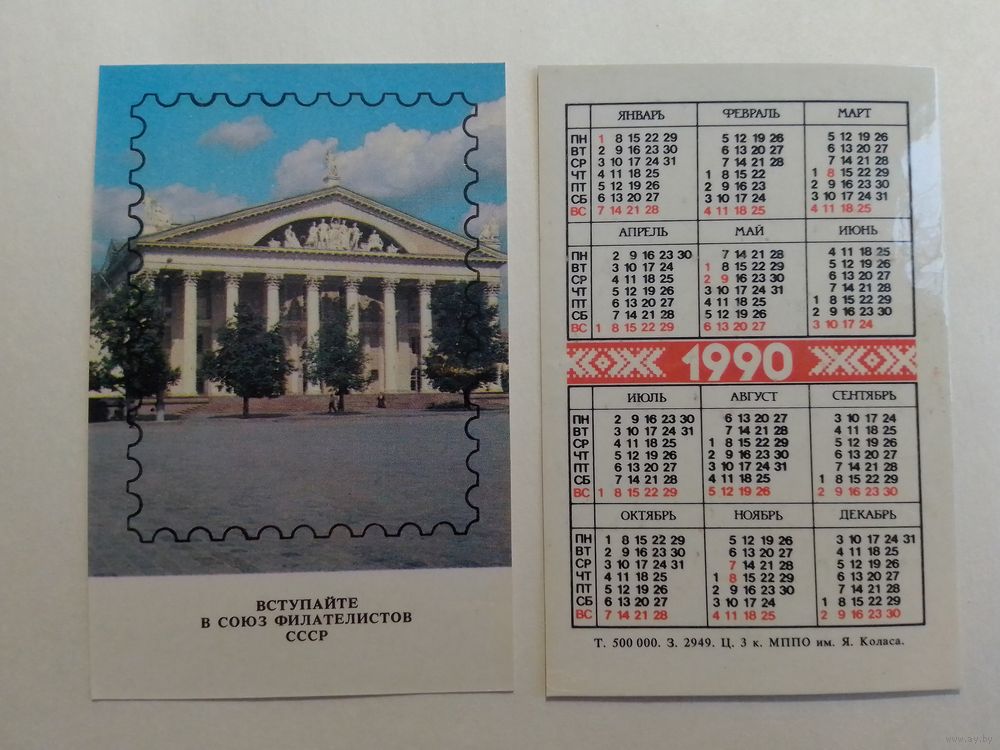 ВСТУПАЙТЕ
В СОЮЗ ФИЛАТЕЛИСТОВ
СССР
ЯНВАРЬ ФЕВРАЛЬ МАРТ
ПН 1 8 15 22 29 5 12 19 26 5 12 19 26
ВТ 2 9 16 23 30 6 13 20 27 6 13 20 27
СР 3 10 17 24 31 7 14 21 28 7 14 21 28
ЧТ 4 11 18 25 1 8 15 22 1 8 15 22 29
ПТ 5 12 19 26 2 9 16 23 2 9 16 23 30
СБ 6 13 20 27 3 10 17 24 3 10 17 24 31
ВС 7 14 21 28 4 11 18 25 4 11 18 25
АПРЕЛЬ МАЙ ИЮНЬ
ПН 2 9 16 23 30 7 14 21 28 4 11 18 25
ВТ 3 10 17 24 1 8 15 22 29 5 12 19 26
СР 4 11 18 25 2 9 16 23 30 6 13 20 27
ЧТ 5 12 19 26 3 10 17 24 31 7 14 21 28
ПТ 6 13 20 27 4 11 18 25 1 8 15 22 29
СБ 7 14 21 28 5 12 19 26 2 9 16 23 30
ВС 1 8 15 22 29 6 13 20 27 3 10 17 24
1990
ИЮЛЬ АВГУСТ СЕНТЯБРЬ
ПН 2 9 16 23 30 6 13 20 27 3 10 17 24
ВТ 3 10 17 24 31 7 14 21 28 4 11 18 25
СР 4 11 18 25 1 8 15 22 29 5 12 19 26
ЧТ 5 12 19 26 2 9 16 23 30 6 13 20 27
ПТ 6 13 20 27 3 10 17 24 31 7 14 21 28
СБ 7 14 21 28 4 11 18 25 1 8 15 22 29
ВС 1 8 15 22 29 5 12 19 26 2 9 16 23 30
ОКТЯБРЬ НОЯБРЬ ДЕКАБРЬ
ПН 1 8 15 22 29 5 12 19 26 3 10 17 24 31
ВТ 2 9 16 23 30 6 13 20 27 4 11 18 25
СР 3 10 17 24 31 7 14 21 28 5 12 19 26
ЧТ 4 11 18 25 1 8 15 22 29 6 13 20 27
ПТ 5 12 19 26 2 9 16 23 30 7 14 21 28
СБ 6 13 20 27 3 10 17 24 1 8 15 22 29
ВС 7 14 21 28 4 11 18 25 2 9 16 23 30
Т. 500 000. З. 2949. Ц. 3 к. МППО им. Я. Коласа.
www.ay.by